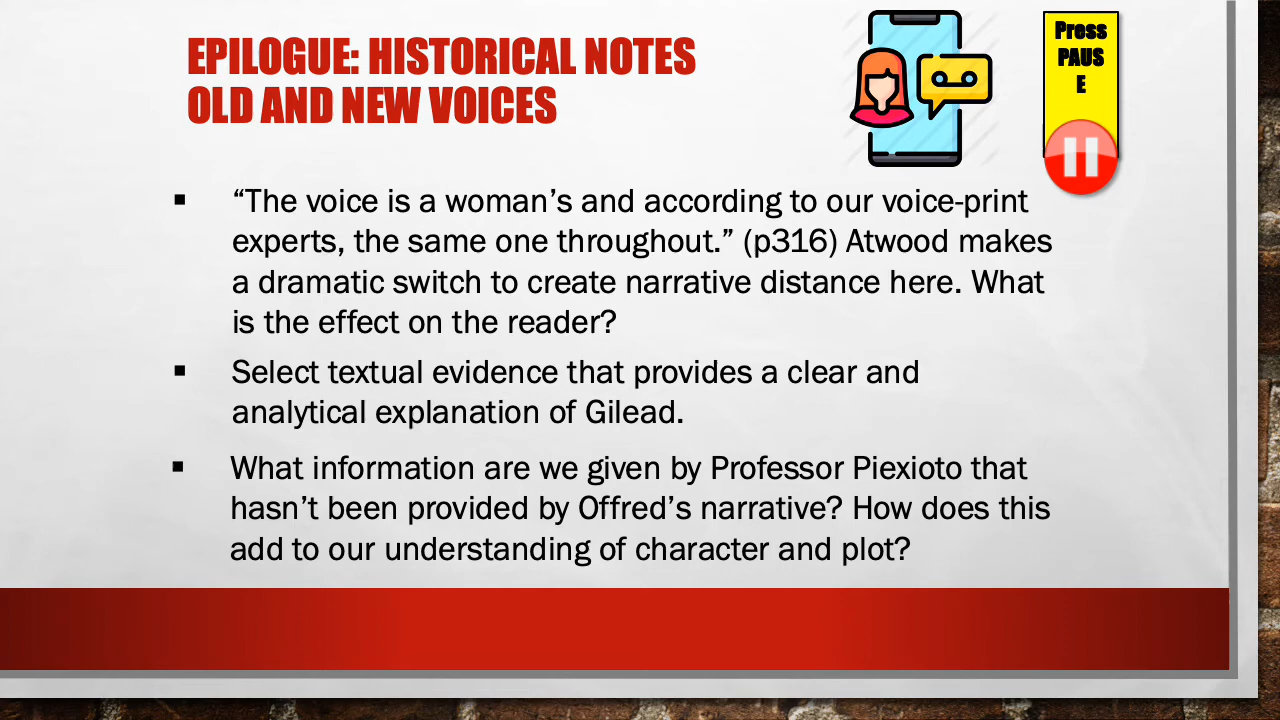 EPILOGUE: HISTORICAL NOTES
OLD AND NEW VOICES
Press
PAUS
E
▪ “The voice is a woman’s and according to our voice-print
experts, the same one throughout.” (p316) Atwood makes
a dramatic switch to create narrative distance here. What
is the effect on the reader?
▪ Select textual evidence that provides a clear and
analytical explanation of Gilead.
▪ What information are we given by Professor Piexioto that
hasn’t been provided by Offred’s narrative? How does this
add to our understanding of character and plot?